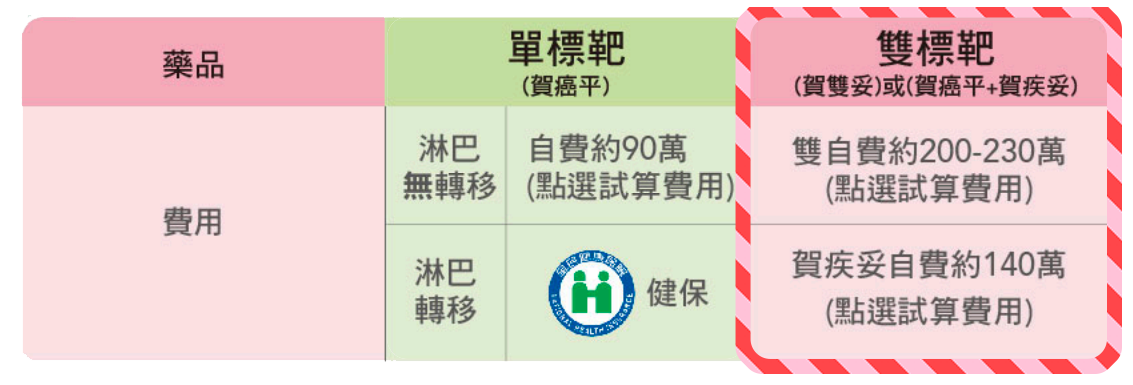 藥品
單標靶
(賀癌平)
雙標靶
(賀雙妥)或(賀癌平+賀疾妥)
費用
淋巴
無轉移
自費約90萬
(點選試算費用)
雙自費約200-230萬
(點選試算費用)
淋巴
轉移
全民健康保險
NATIONAL HEALTH INSURANCE
健保
賀疾妥自費約140萬
(點選試算費用)